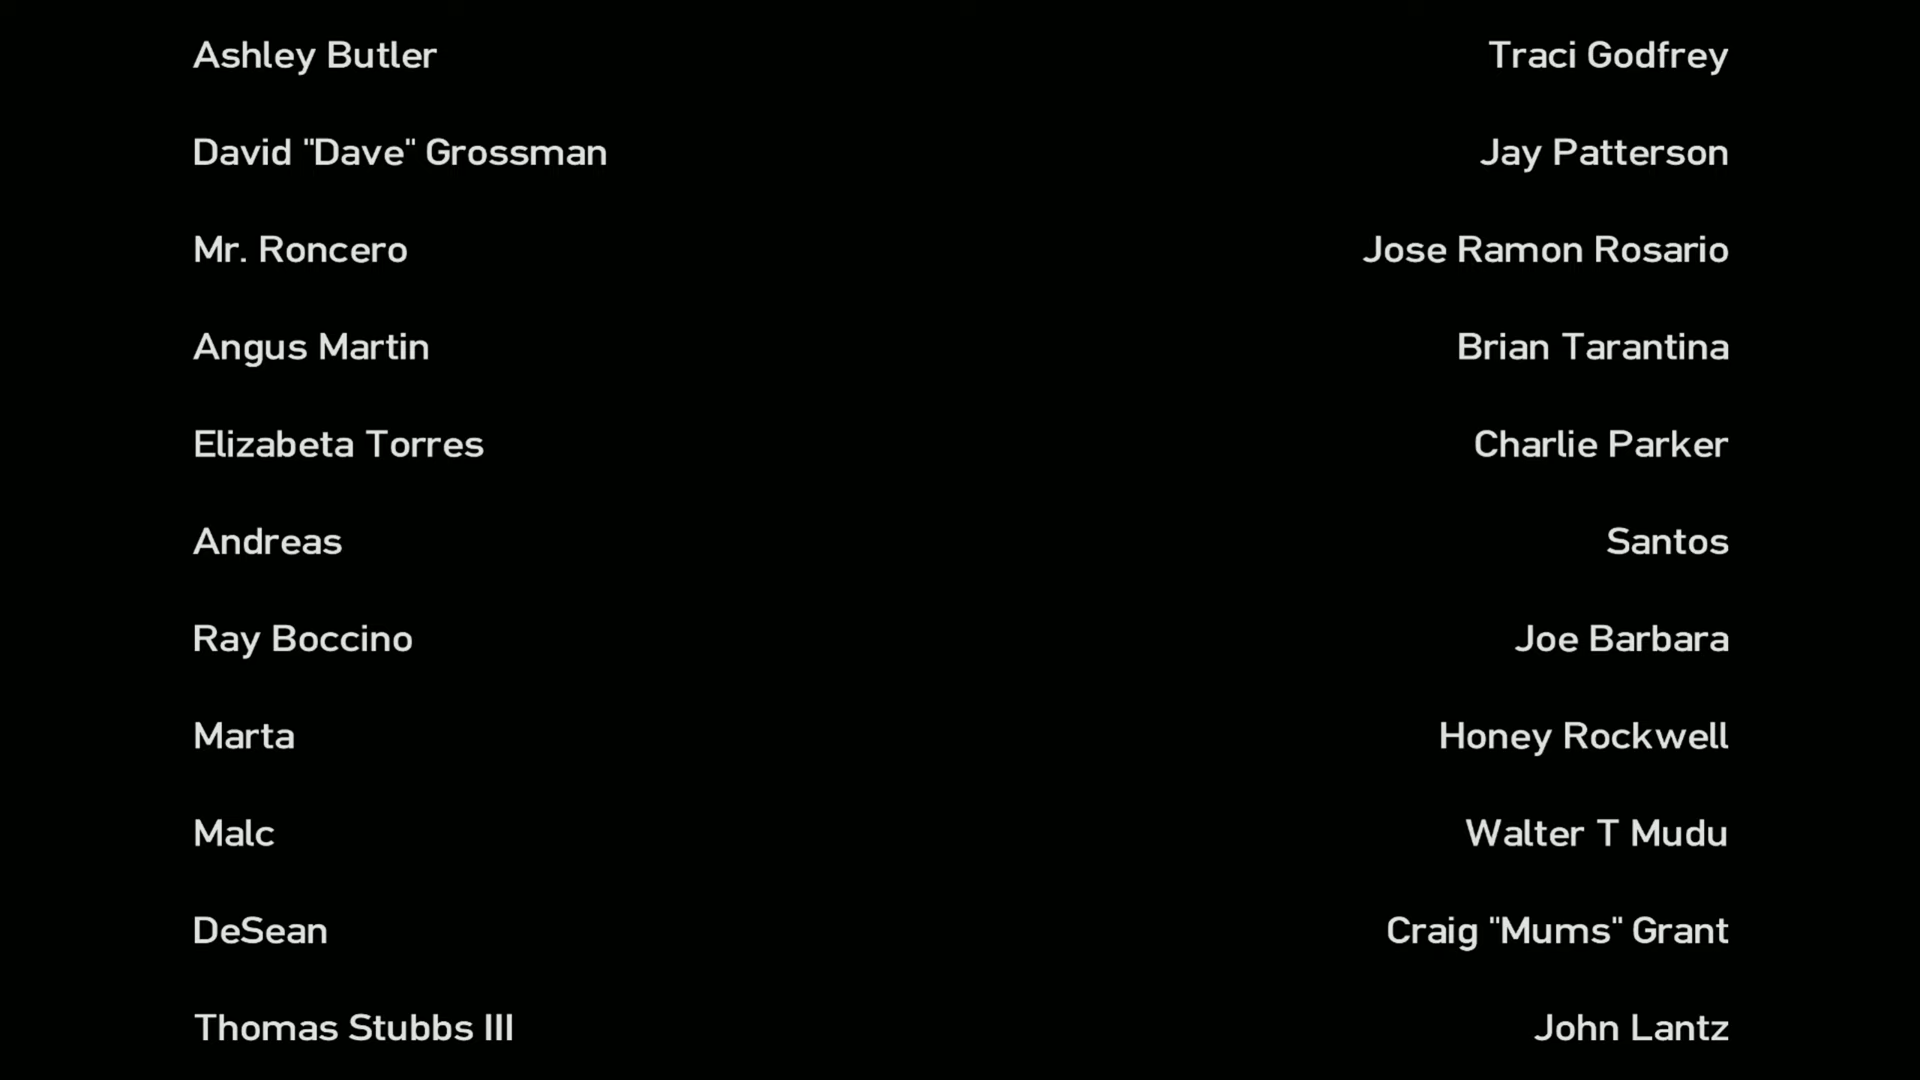 Ashley Butler Traci Godfrey
David "Dave" Grossman Jay Patterson
Mr. Roncero Jose Ramon Rosario
Angus Martin Brian Tarantina
Elizabeta Torres Charlie Parker
Andreas Santos
Ray Boccino Joe Barbara
Marta Honey Rockwell
Malc Walter T Mudu
DeSean Craig "Mums" Grant
Thomas Stubbs III John Lantz